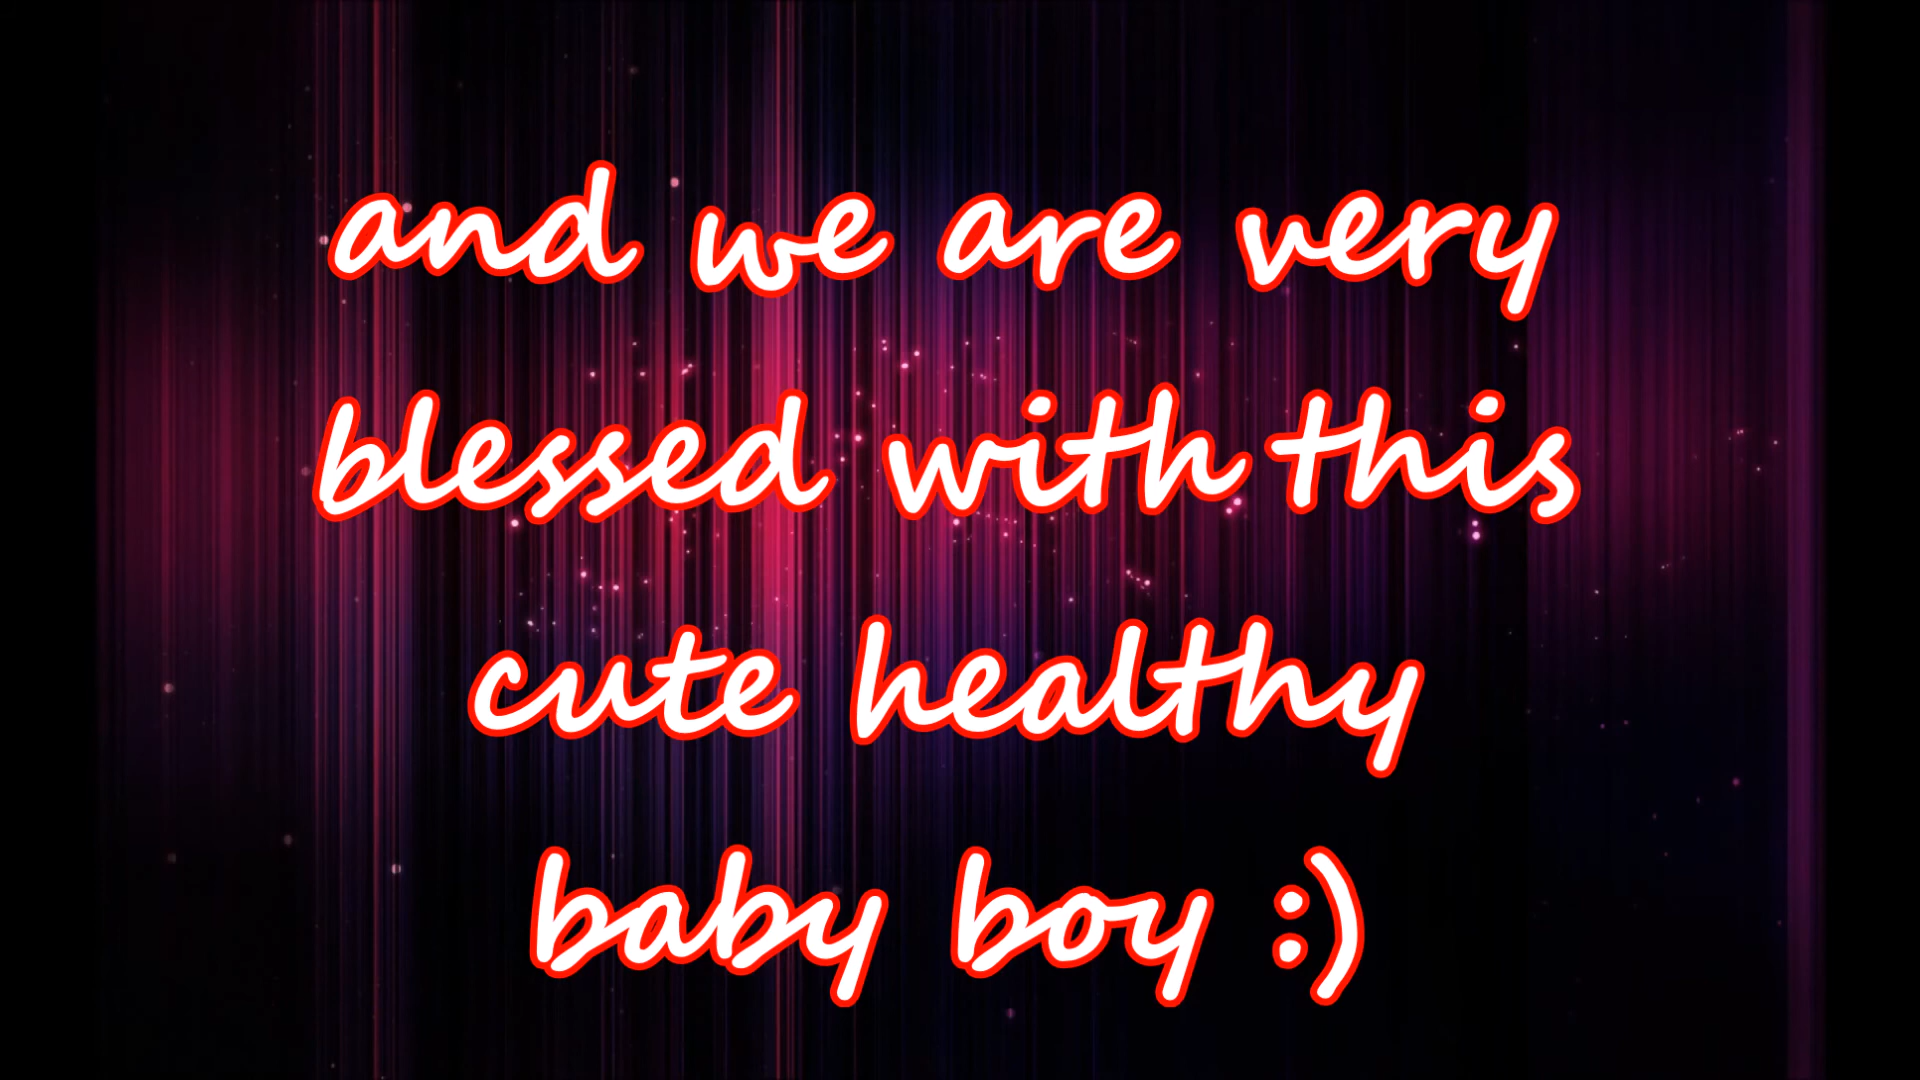 and we are very
blessed with this
cute healthy
baby boy :)